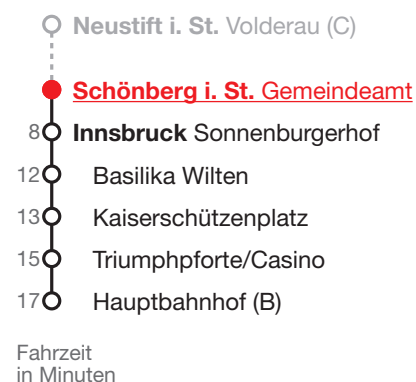 Neustift i. St. Volderau (C)
Schönberg i. St. Gemeindeamt
8 Innsbruck Sonnenburgerhof
12 Basilika Wilten
13 Kaiserschützenplatz
15 Triumphpforte/Casino
17 Hauptbahnhof (B)
Fahrzeit
in Minuten